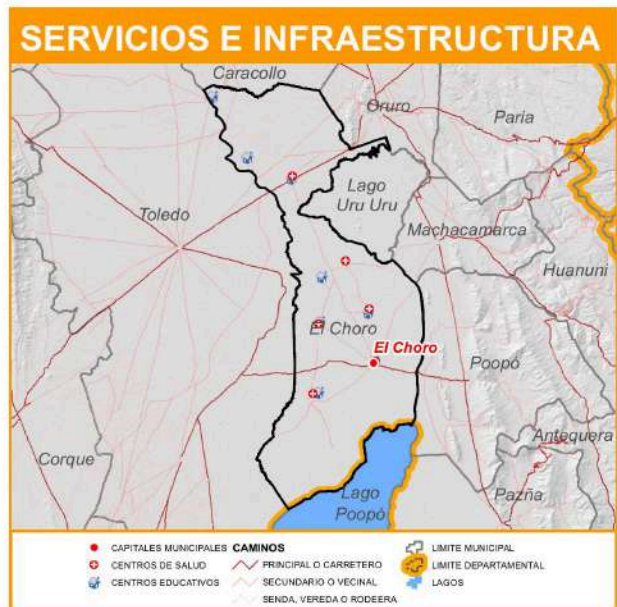 SERVICIOS E INFRAESTRUCTURA
Caracollo
Oruro
Paria
Lago
Uru Uru
Toledo
Machacamarca
Huanuni
El Choro
El Choro
Poopó
Antequera
Corque
Lago
Poopó
Pazña
CAPITALES MUNICIPALES
CENTROS DE SALUD
CENTROS EDUCATIVOS
CAMINOS
PRINCIPAL O CARRETERO
SECUNDARIO O VECINAL
SENDA, VEREDA O RODEERA
LIMITE MUNICIPAL
LIMITE DEPARTAMENTAL
LAGOS